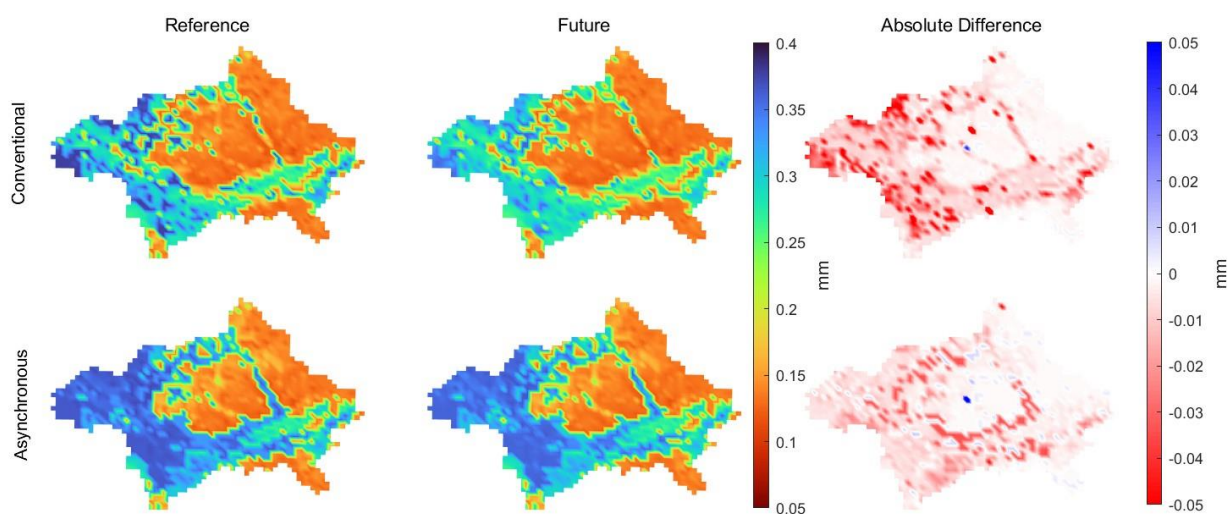 Reference
Future
Absolute Difference
Conventional
Asynchronous
0.4
0.35
0.3
0.25
0.2
0.15
0.1
0.05
mm
0.05
0.04
0.03
0.02
0.01
0
-0.01
-0.02
-0.03
-0.04
-0.05
mm